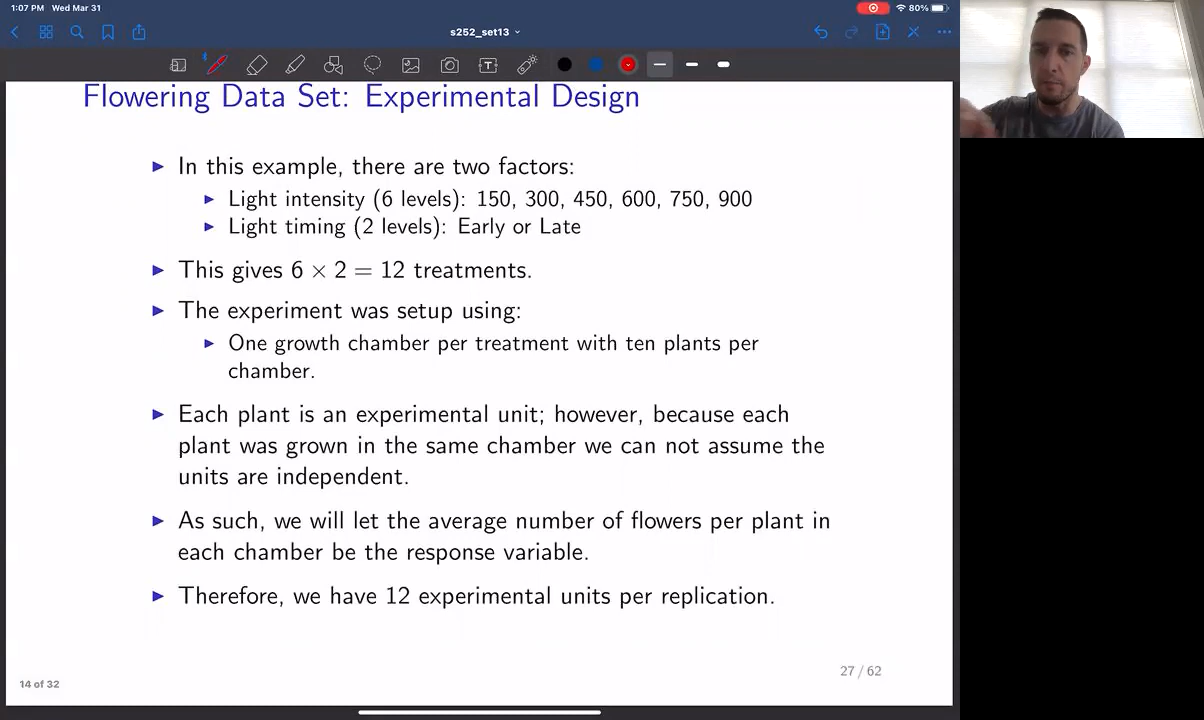 1:07 PM Wed Mar 31
80%
s252_set13
T
Flowering Data Set: Experimental Design
► In this example, there are two factors:
► Light intensity (6 levels): 150, 300, 450, 600, 750, 900
► Light timing (2 levels): Early or Late
► This gives 6 × 2 = 12 treatments.
► The experiment was setup using:
► One growth chamber per treatment with ten plants per
chamber.
► Each plant is an experimental unit; however, because each
plant was grown in the same chamber we can not assume the
units are independent.
► As such, we will let the average number of flowers per plant in
each chamber be the response variable.
► Therefore, we have 12 experimental units per replication.
27 / 62
14 of 32